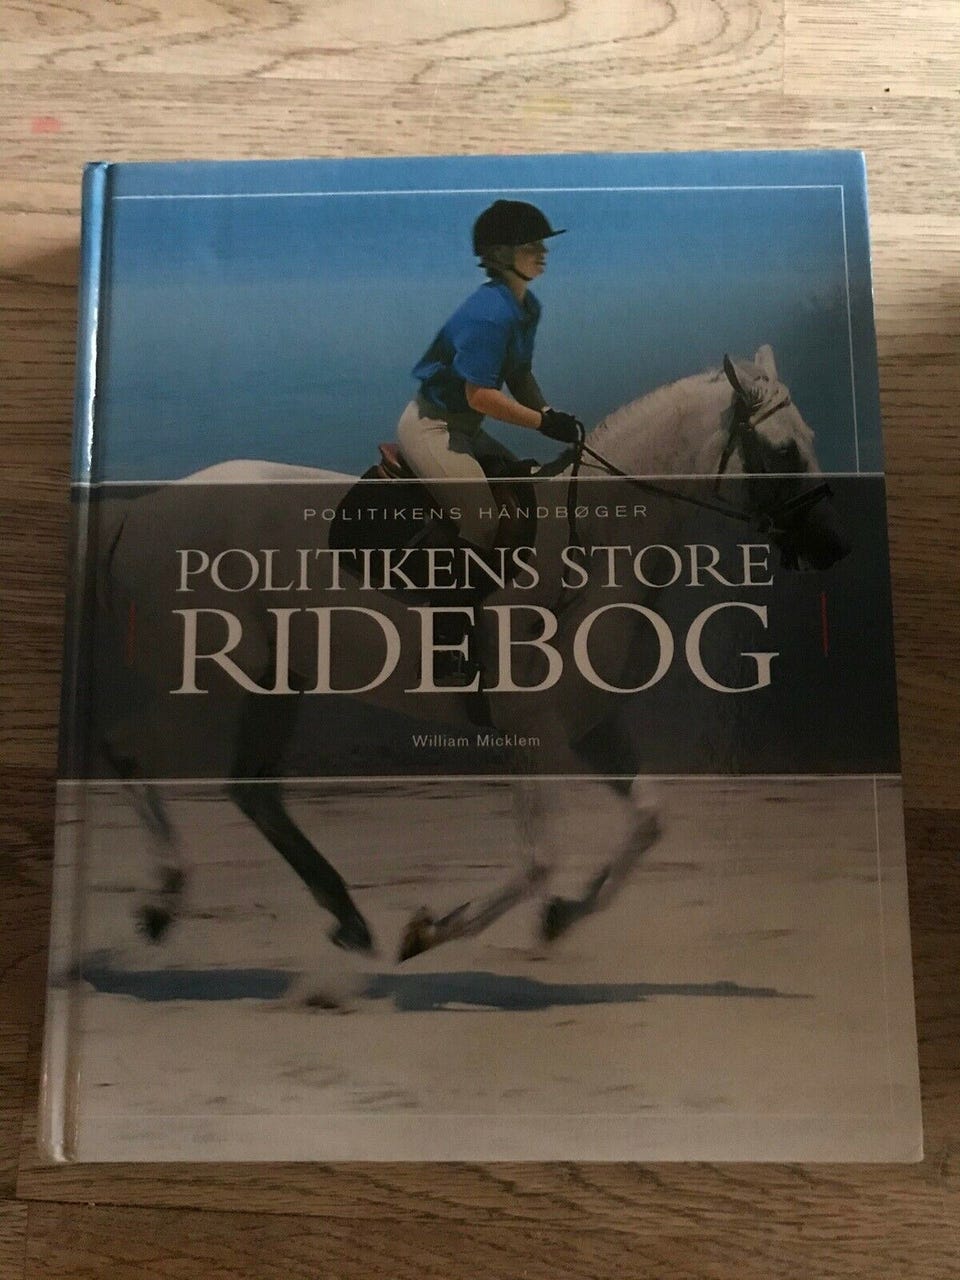 POLITIKENS HÅNDBØGER
POLITIKENS STORE
RIDEBOG
William Micklem